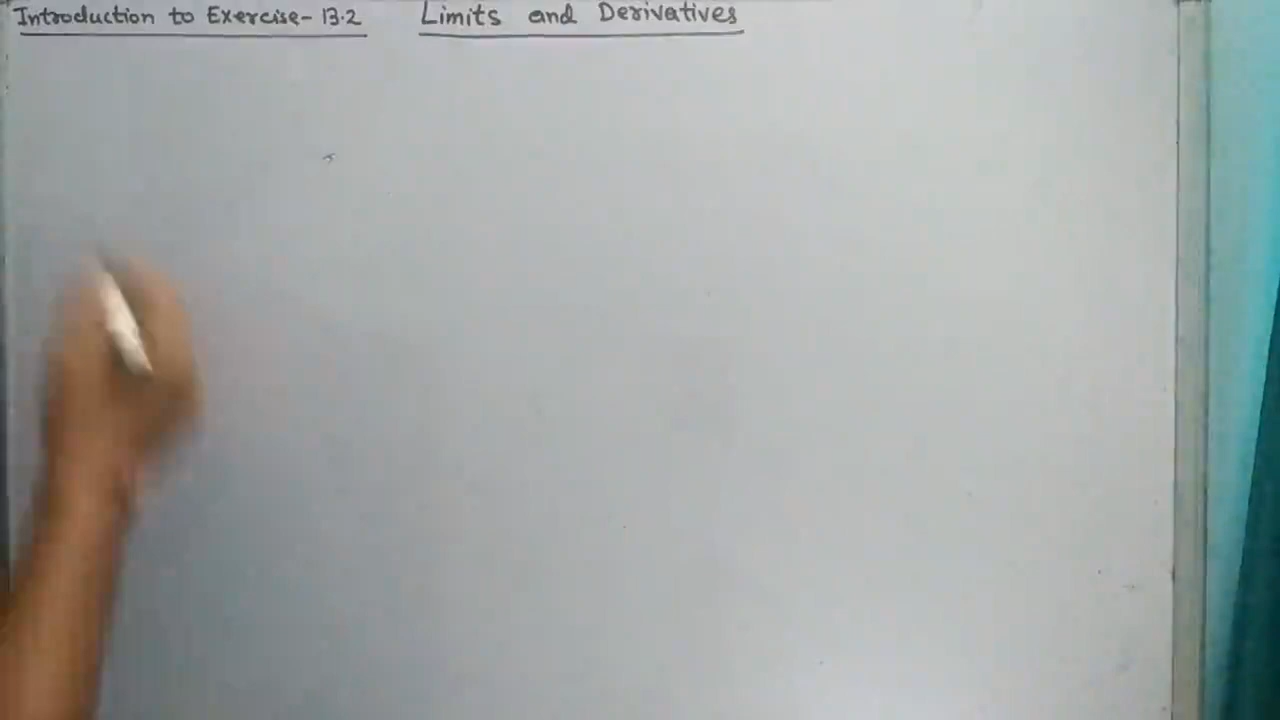 Introduction to Exercise- 13.2 Limits and Derivatives